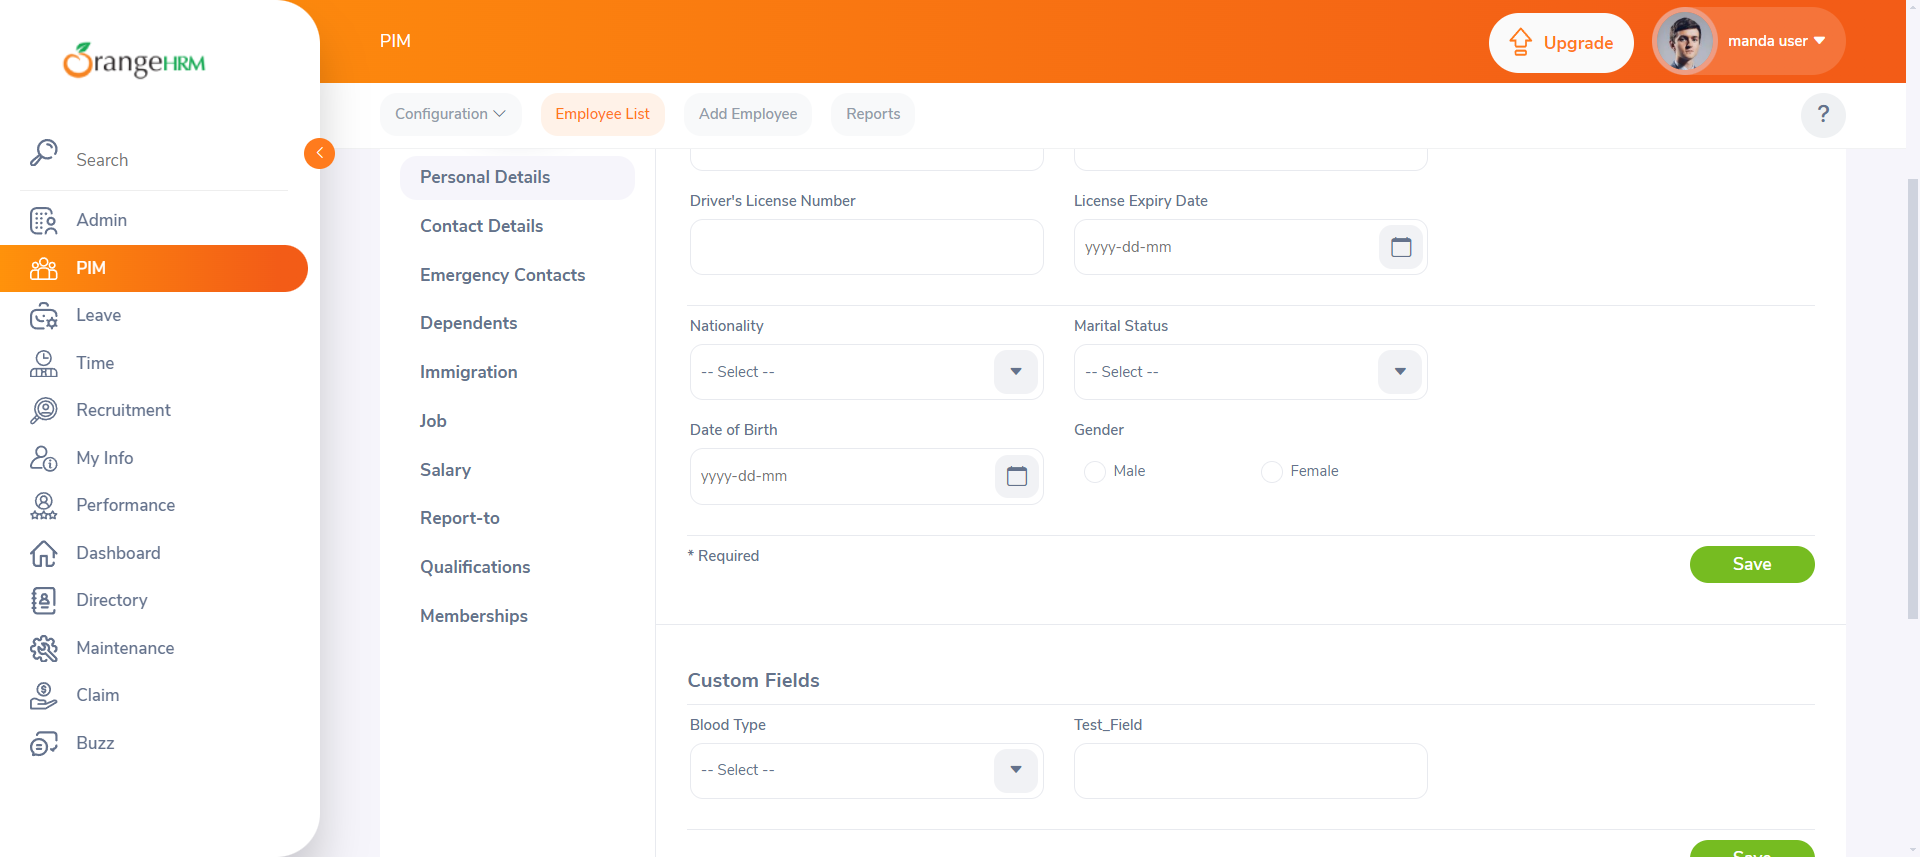 OrangeHRM
PIM
Upgrade
manda user
Configuration
Employee List
Add Employee
Reports
?
Search
Admin
PIM
Leave
Time
Recruitment
My Info
Performance
Dashboard
Directory
Maintenance
Claim
Buzz
Personal Details
Contact Details
Emergency Contacts
Dependents
Immigration
Job
Salary
Report-to
Qualifications
Memberships
Driver's License Number
License Expiry Date
yyyy-dd-mm
Nationality
Marital Status
-- Select --
-- Select --
Date of Birth
Gender
yyyy-dd-mm
Male
Female
* Required
Save
Custom Fields
Blood Type
Test_Field
-- Select --
Save